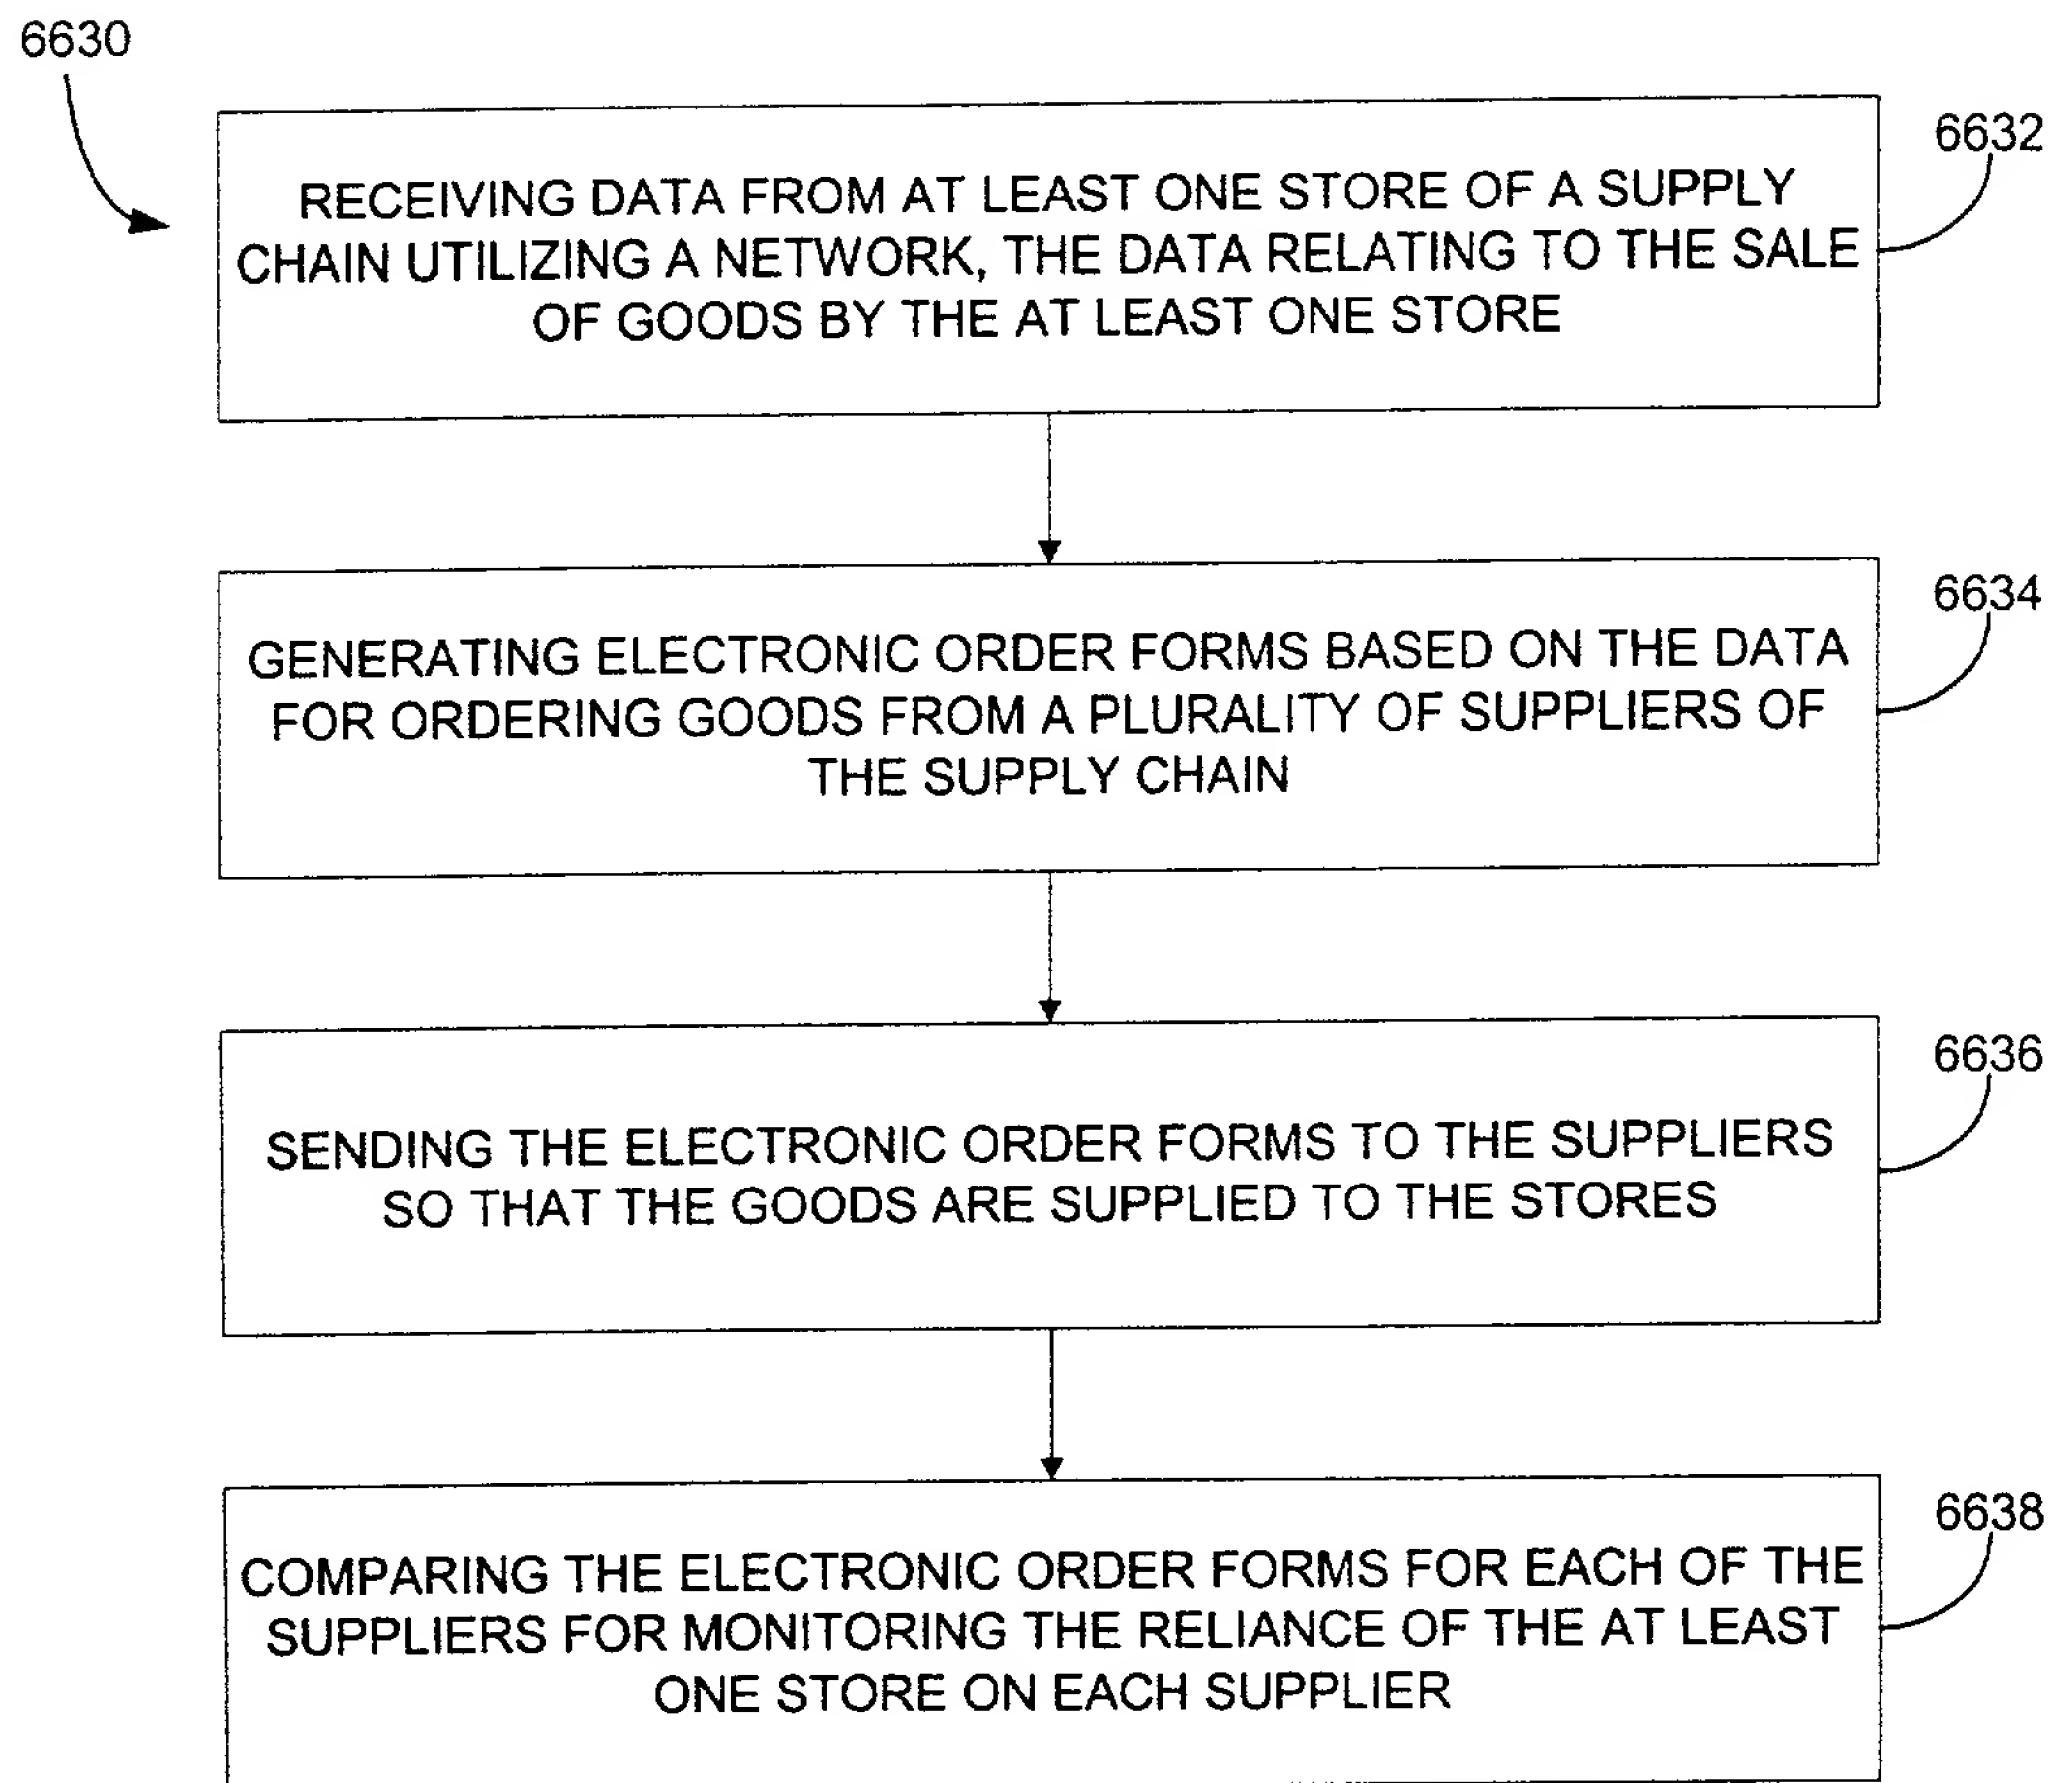 6630
6632
RECEIVING DATA FROM AT LEAST ONE STORE OF A SUPPLY
CHAIN UTILIZING A NETWORK, THE DATA RELATING TO THE SALE
OF GOODS BY THE AT LEAST ONE STORE
6634
GENERATING ELECTRONIC ORDER FORMS BASED ON THE DATA
FOR ORDERING GOODS FROM A PLURALITY OF SUPPLIERS OF
THE SUPPLY CHAIN
6636
SENDING THE ELECTRONIC ORDER FORMS TO THE SUPPLIERS
SO THAT THE GOODS ARE SUPPLIED TO THE STORES
6638
COMPARING THE ELECTRONIC ORDER FORMS FOR EACH OF THE
SUPPLIERS FOR MONITORING THE RELIANCE OF THE AT LEAST
ONE STORE ON EACH SUPPLIER